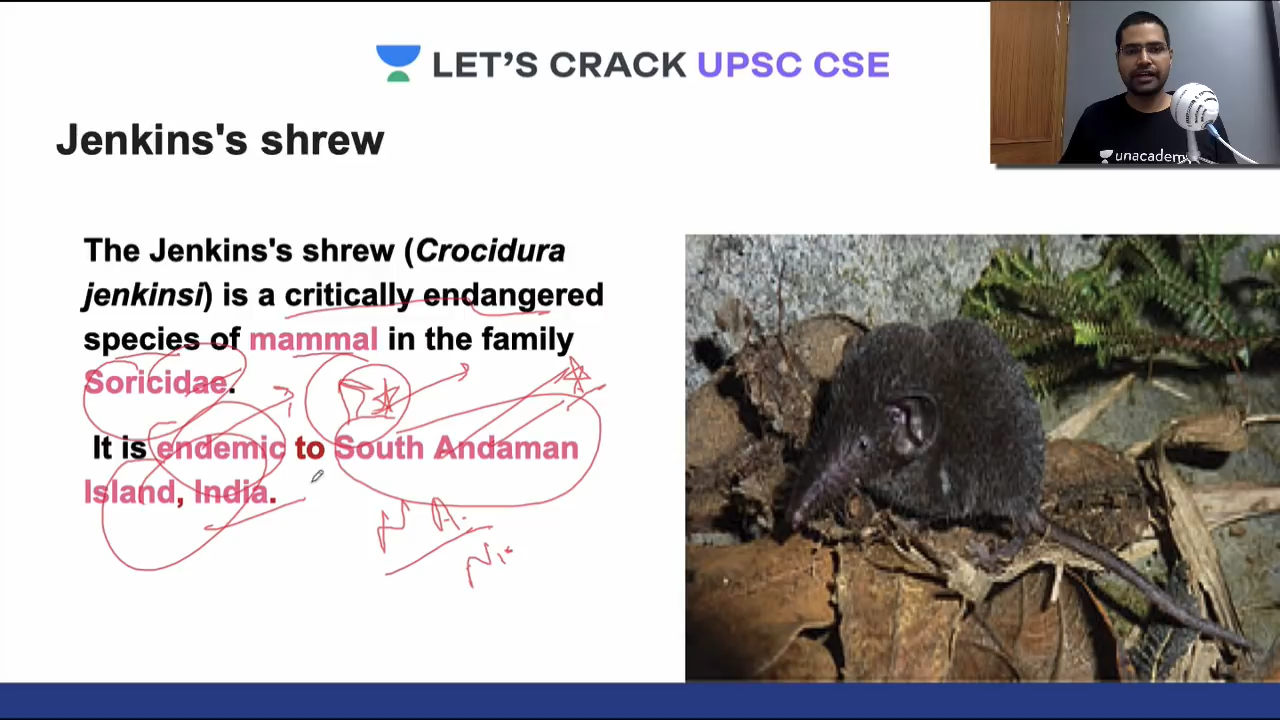 LET'S CRACK UPSC CSE
unacademy
Jenkins's shrew
The Jenkins's shrew (Crocidura
jenkinsi) is a critically endangered
species of mammal in the family
Soricidae.
It is endemic to South Andaman
Island, India.
N A.